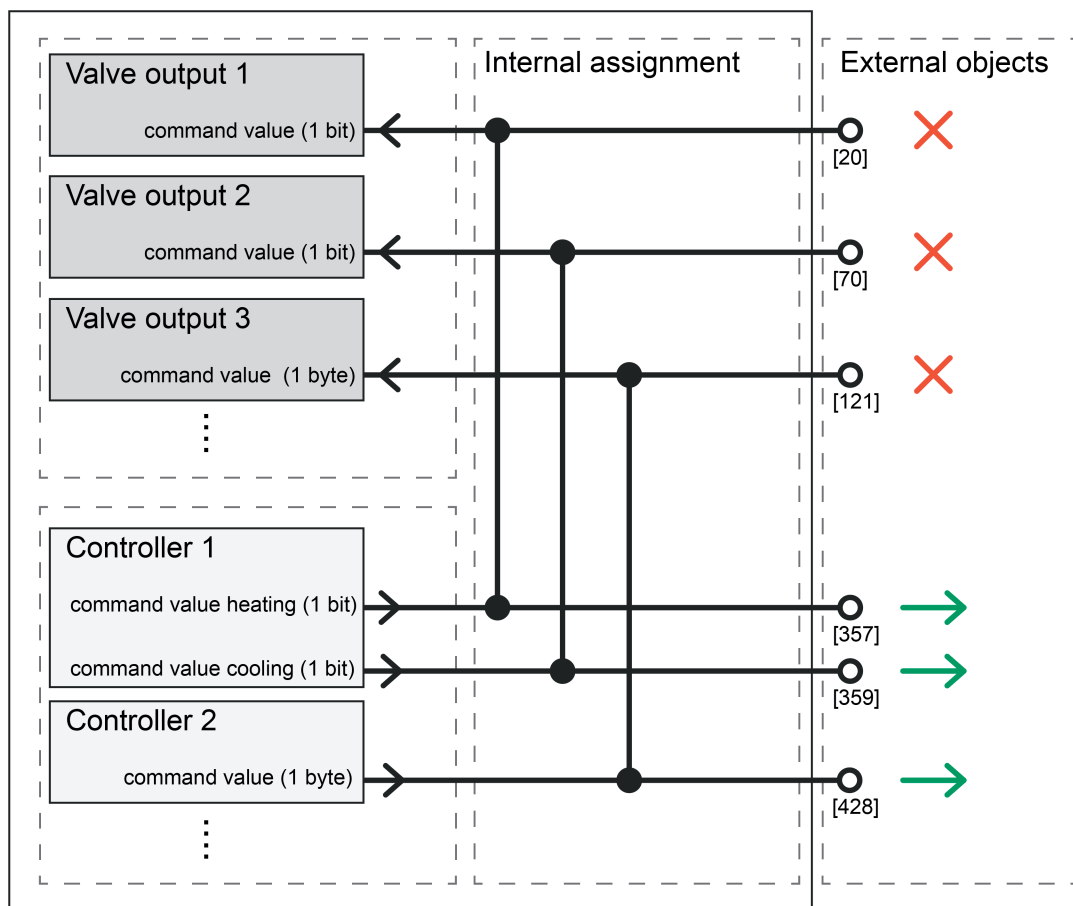 Valve output 1
command value (1 bit)
Valve output 2
command value (1 bit)
Valve output 3
command value (1 byte)
Internal assignment
External objects
[20]
[70]
[121]
Controller 1
command value heating (1 bit)
command value cooling (1 bit)
Controller 2
command value (1 byte)
[357]
[359]
[428]